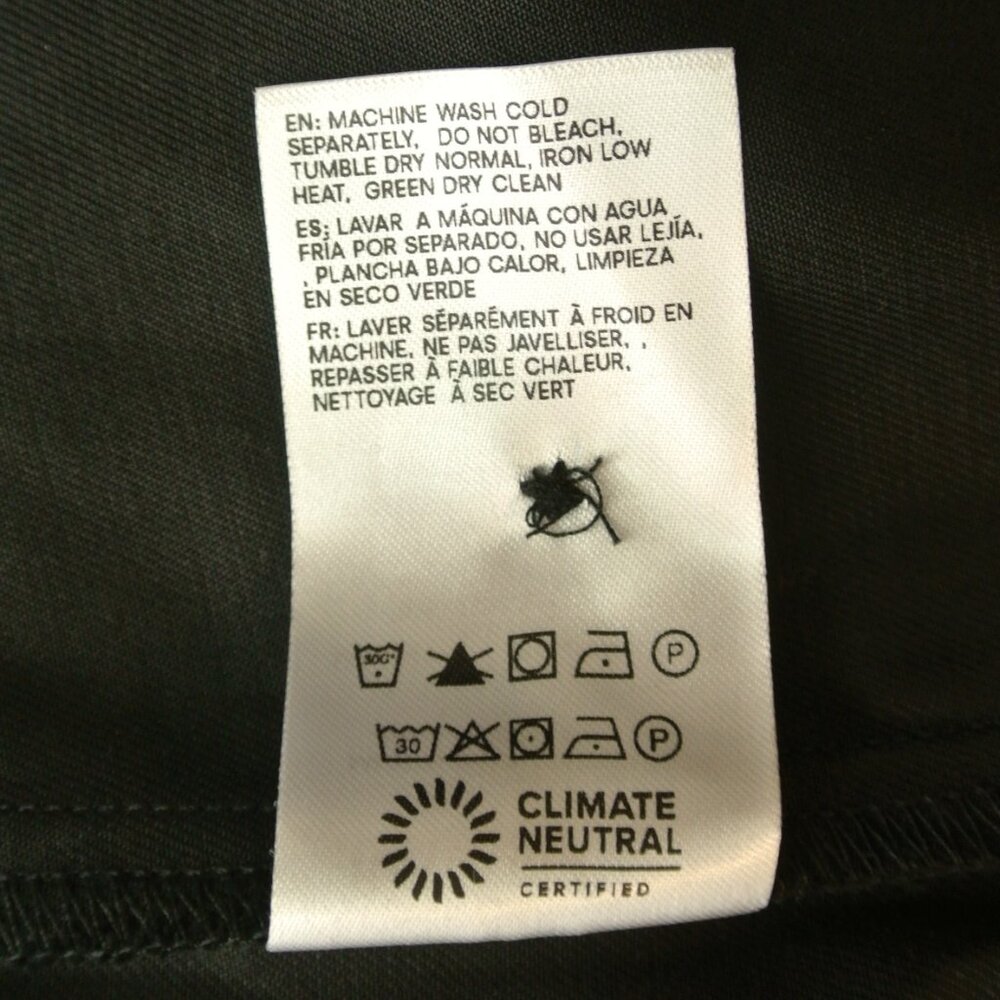 EN: MACHINE WASH COLD
SEPARATELY, DO NOT BLEACH,
TUMBLE DRY NORMAL, IRON LOW
HEAT, GREEN DRY CLEAN
ES: LAVAR A MÁQUINA CON AGUA
FRÍA POR SEPARADO, NO USAR LEJÍA,
, PLANCHA BAJO CALOR, LIMPIEZA
EN SECO VERDE
FR: LAVER SÉPARÉMENT À FROID EN
MACHINE, NE PAS JAVELLISER, ,
REPASSER À FAIBLE CHALEUR,
NETTOYAGE À SEC VERT
P
30 P
CLIMATE
NEUTRAL
CERTIFIED